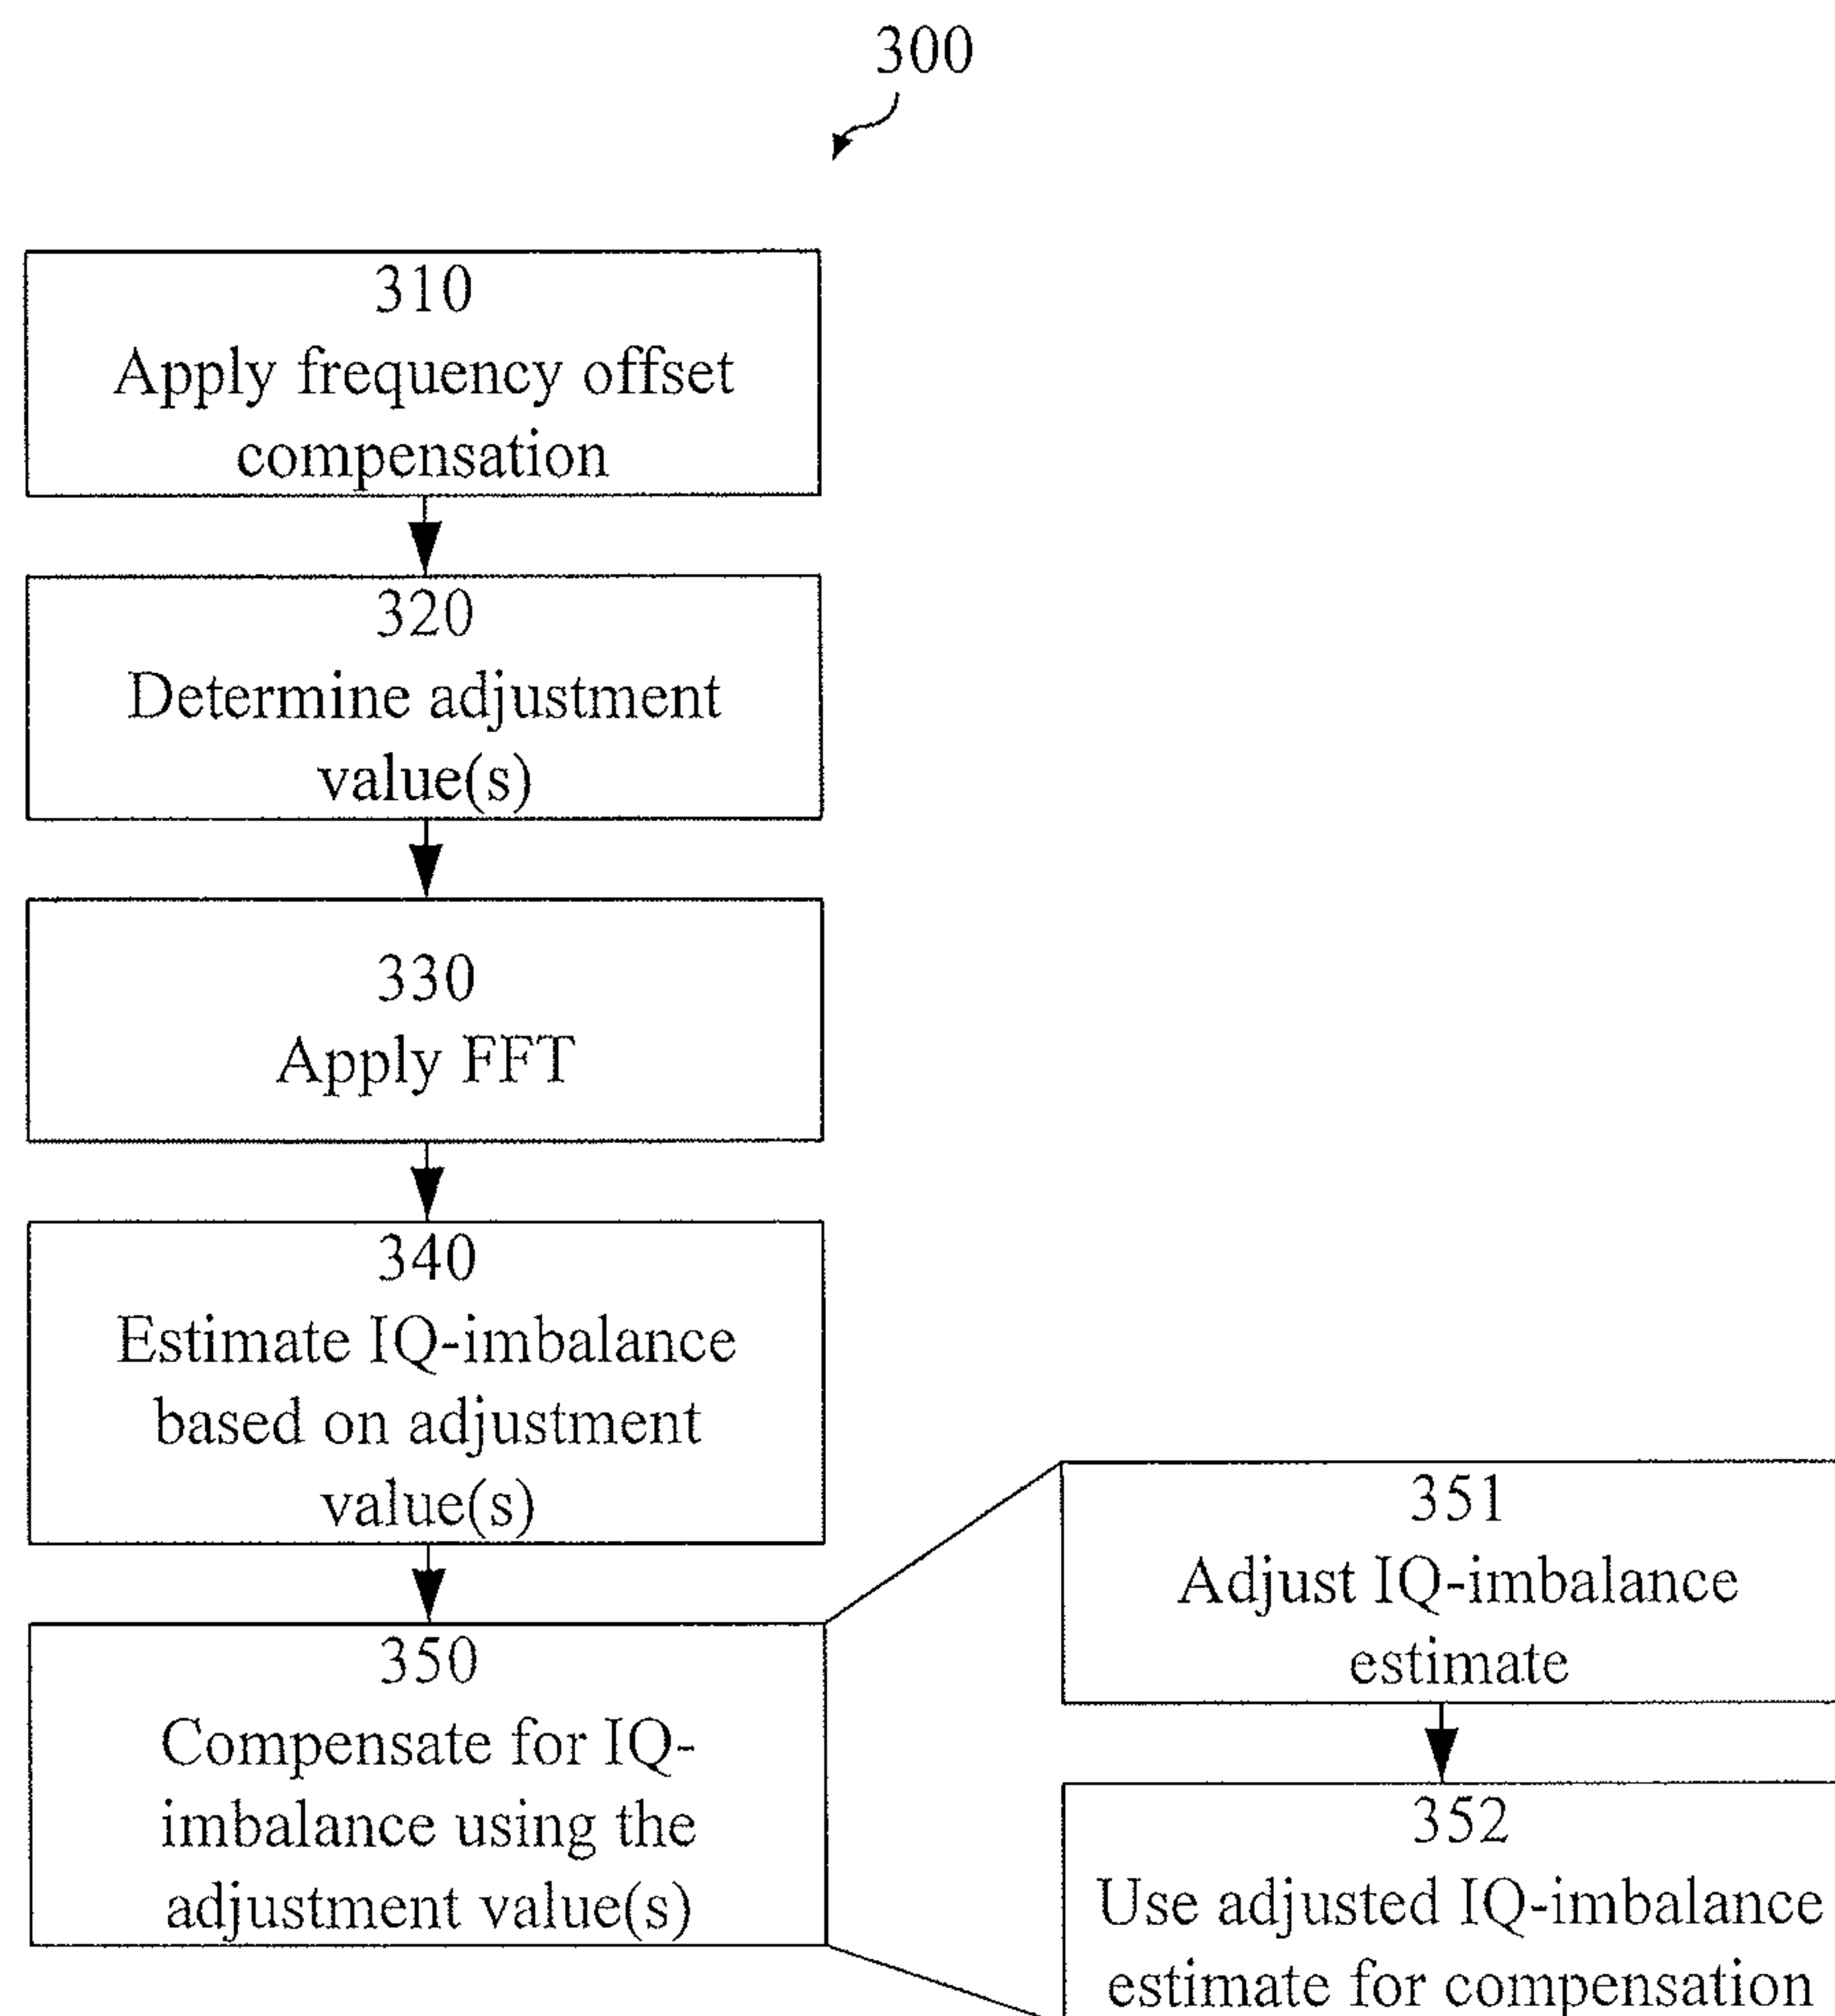 300
310
Apply frequency offset
compensation
320
Determine adjustment
value(s)
330
Apply FFT
340
Estimate IQ-imbalance
based on adjustment
value(s)
350
Compensate for IQ-
imbalance using the
adjustment value(s)
351
Adjust IQ-imbalance
estimate
352
Use adjusted IQ-imbalance
estimate for compensation